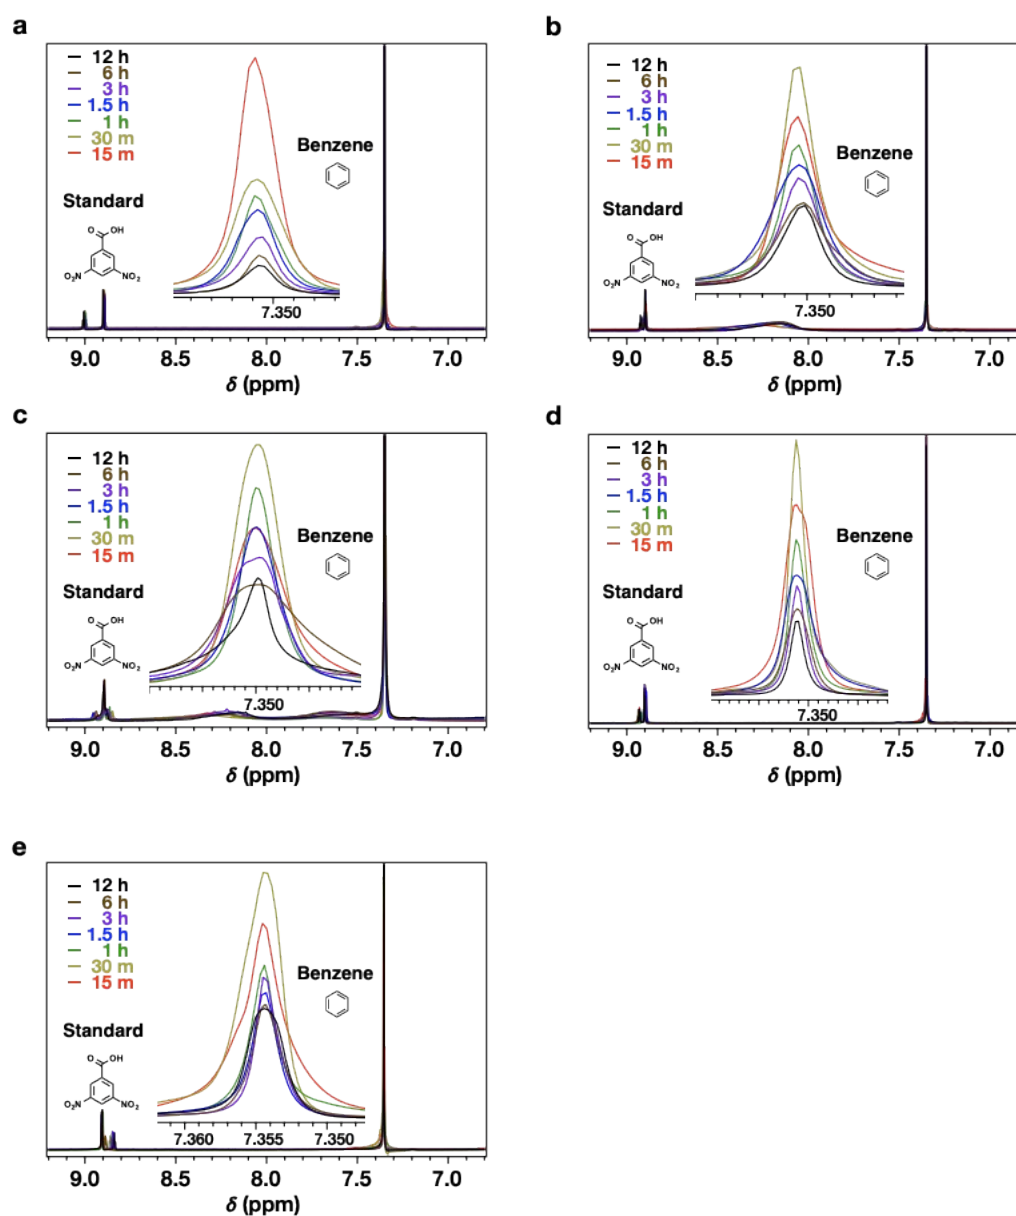 a
12 h
6 h
3 h
1.5 h
1 h
30 m
15 m
Benzene
Standard
O OH
NO₂ NO₂
7.350
9.0 8.5 8.0 7.5 7.0
δ (ppm)
b
12 h
6 h
3 h
1.5 h
1 h
30 m
15 m
Benzene
Standard
O OH
NO₂ NO₂
7.350
9.0 8.5 8.0 7.5 7.0
δ (ppm)
c
12 h
6 h
3 h
1.5 h
1 h
30 m
15 m
Benzene
Standard
O OH
NO₂ NO₂
7.350
9.0 8.5 8.0 7.5 7.0
δ (ppm)
d
12 h
6 h
3 h
1.5 h
1 h
30 m
15 m
Benzene
Standard
O OH
NO₂ NO₂
7.350
9.0 8.5 8.0 7.5 7.0
δ (ppm)
e
12 h
6 h
3 h
1.5 h
1 h
30 m
15 m
Benzene
Standard
O OH
NO₂ NO₂
7.360 7.355 7.350
9.0 8.5 8.0 7.5 7.0
δ (ppm)